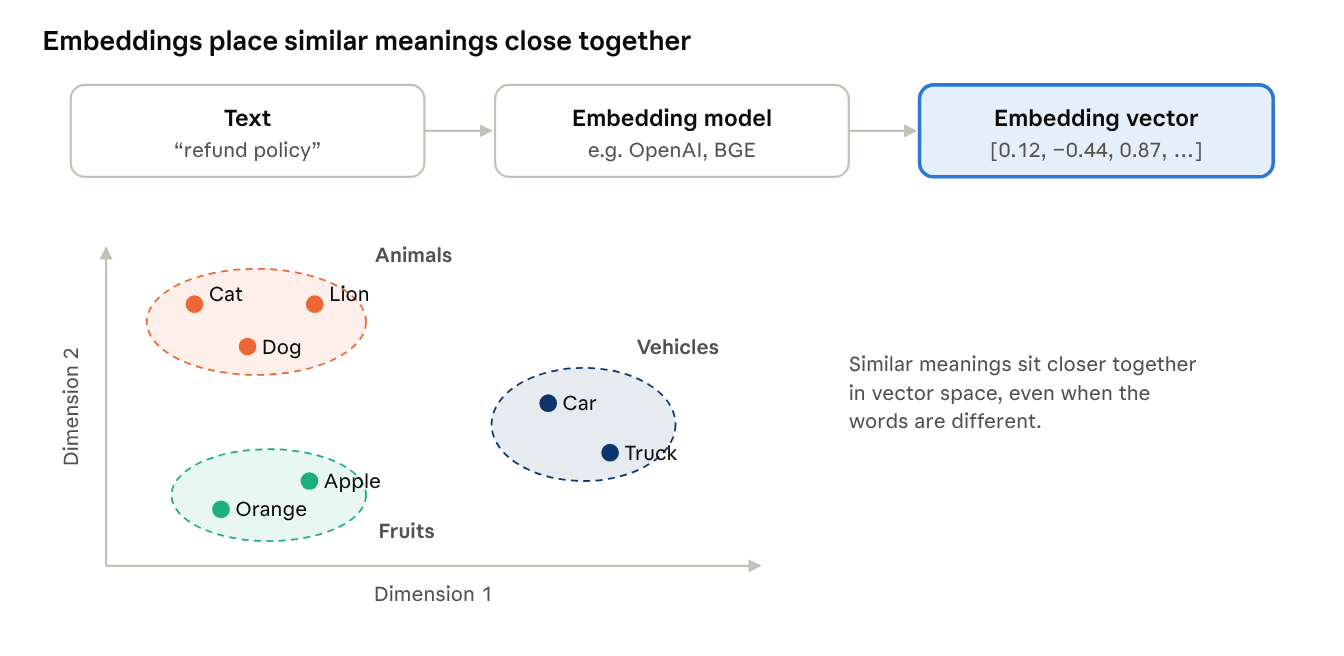 Embeddings place similar meanings close together
Text
“refund policy”
Embedding model
e.g. OpenAI, BGE
Embedding vector
[0.12, −0.44, 0.87, ...]
Animals
Cat
Lion
Dog
Vehicles
Car
Truck
Apple
Orange
Fruits
Dimension 2
Dimension 1
Similar meanings sit closer together
in vector space, even when the
words are different.